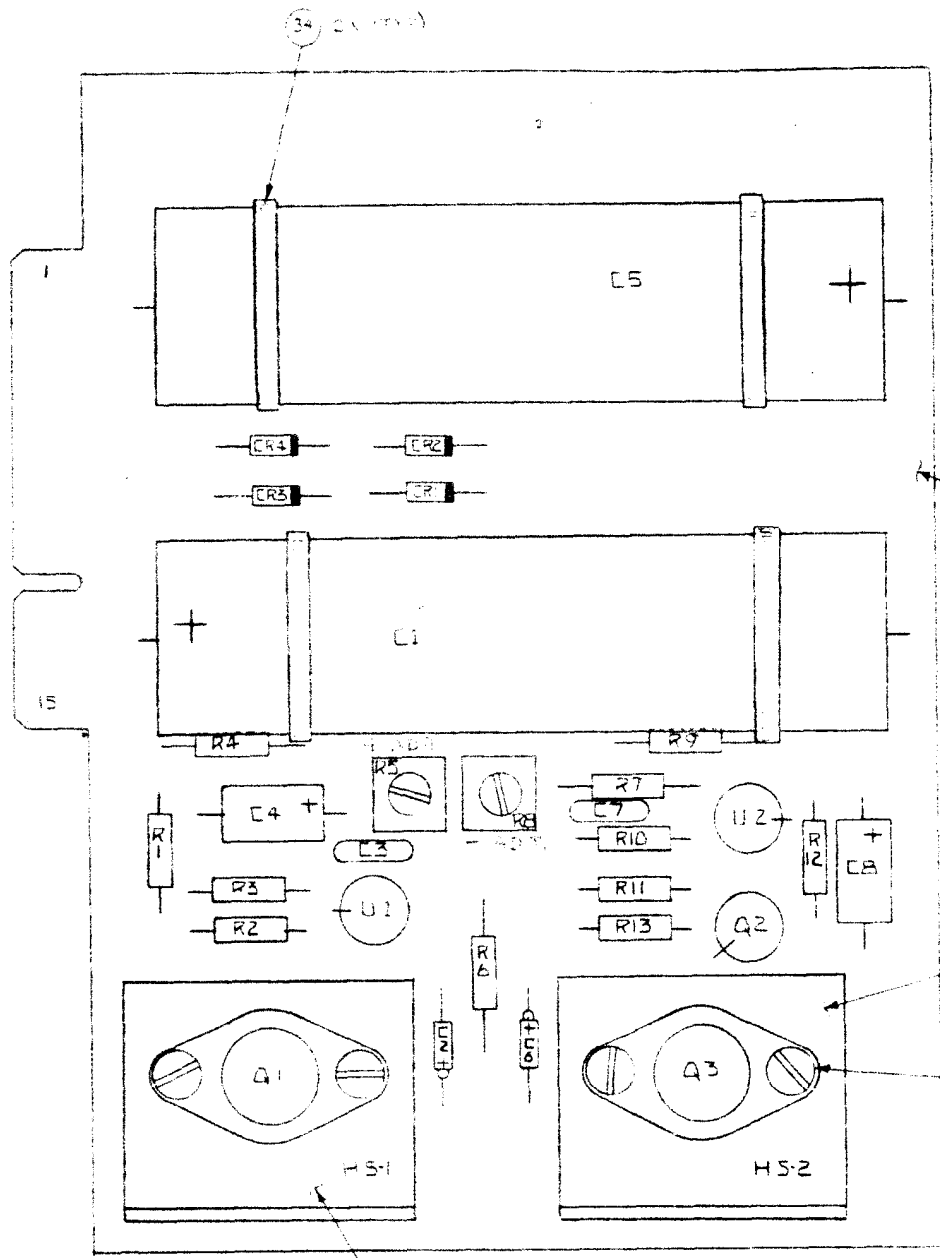 34
1
C5
+
CR4
CR2
CR3
CR1
+
C1
15
R4
R9
R5
R8
R7
C7
C4 +
U2
R1
R10
R12
+ C8
C3
R3
R11
U1
R2
R13
Q2
R6
C2 +
+ C6
Q1
Q3
HS-1
HS-2